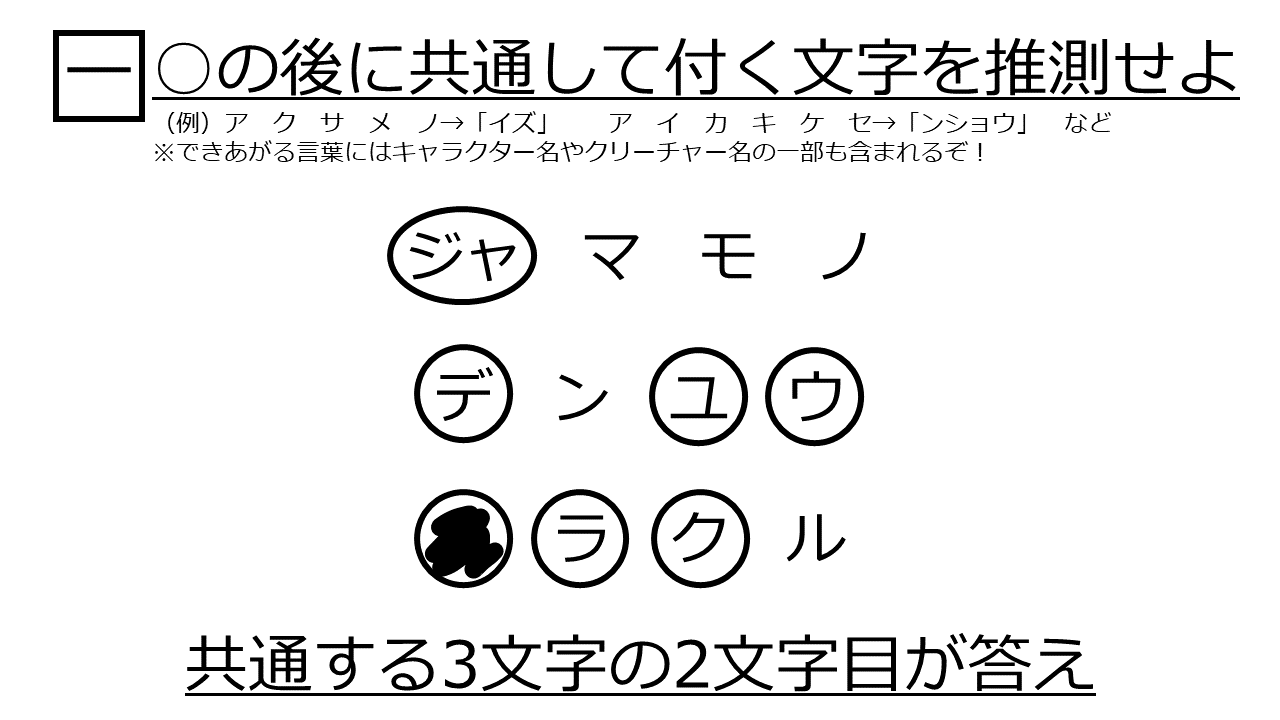 一 ○の後に共通して付く文字を推測せよ
(例)ア ク サ メ ノ→「イズ」 ア イ カ キ ケ セ→「ンショウ」 など
※できあがる言葉にはキャラクター名やクリーチャー名の一部も含まれるぞ!
ジャ マ モ ノ
デ ン ユ ウ
ラ ク ル
共通する3文字の2文字目が答え